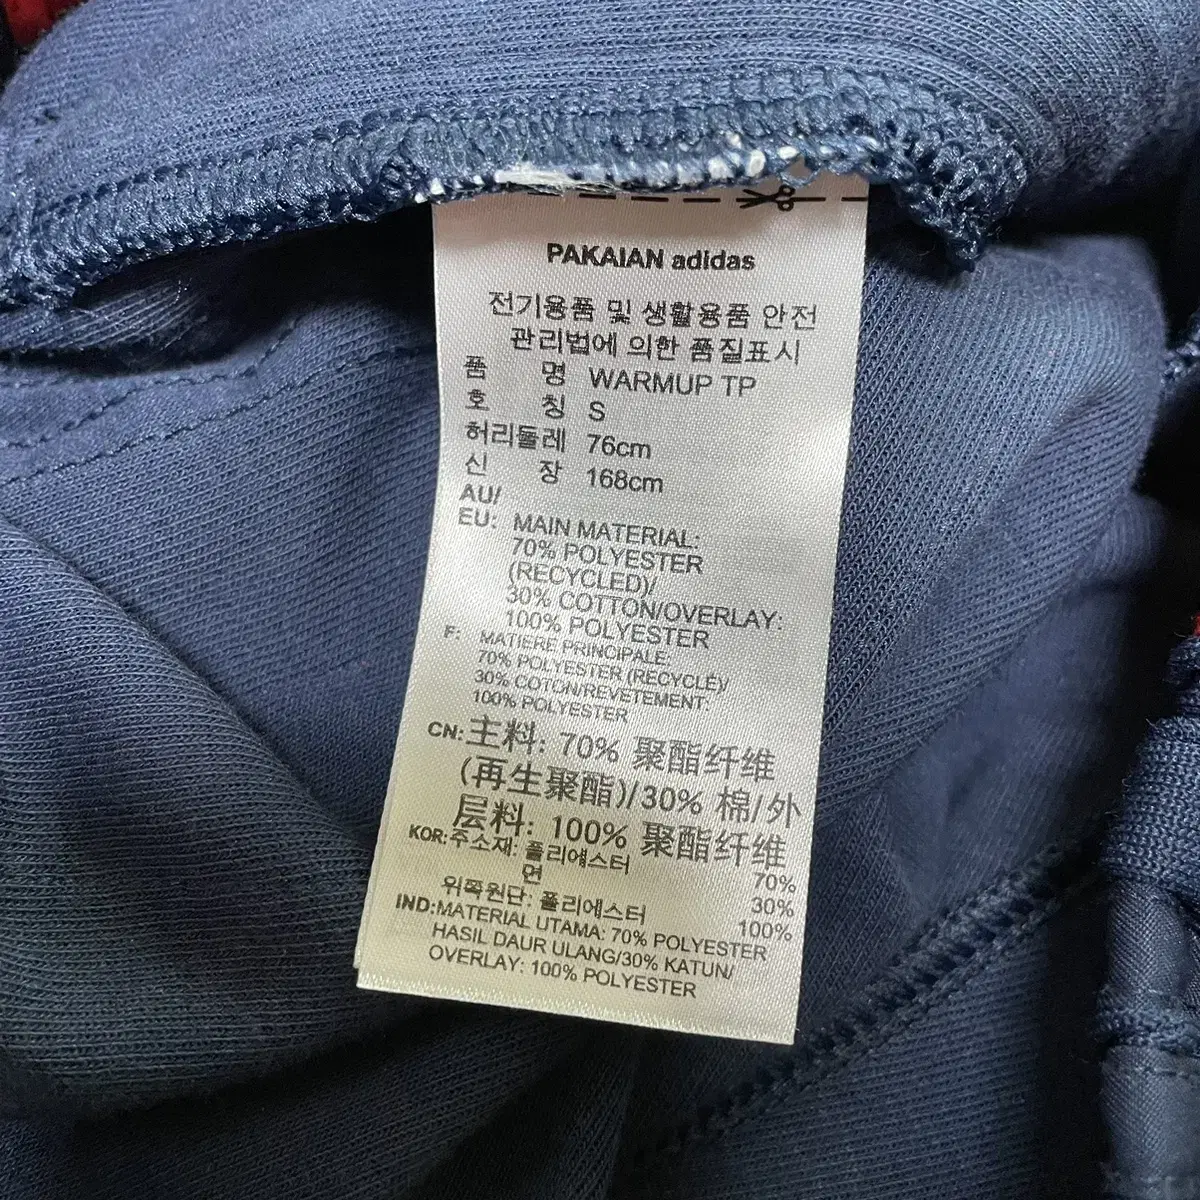 PAKAIAN adidas
전기용품 및 생활용품 안전
관리법에 의한 품질표시
품 명 WARMUP TP
호 칭 S
허리둘레 76cm
신 장 168cm
AU/
EU: MAIN MATERIAL:
70% POLYESTER
(RECYCLED)/
30% COTTON/OVERLAY:
100% POLYESTER
F: MATIERE PRINCIPALE:
70% POLYESTER (RECYCLE)/
30% COTON/REVETEMENT:
100% POLYESTER
CN: 主料: 70% 聚酯纤维
(再生聚酯)/30% 棉/外
层料: 100% 聚酯纤维
KOR: 주소재: 폴리에스터 70%
면 30%
위쪽원단: 폴리에스터 100%
IND: MATERIAL UTAMA: 70% POLYESTER
HASIL DAUR ULANG/30% KATUN/
OVERLAY: 100% POLYESTER